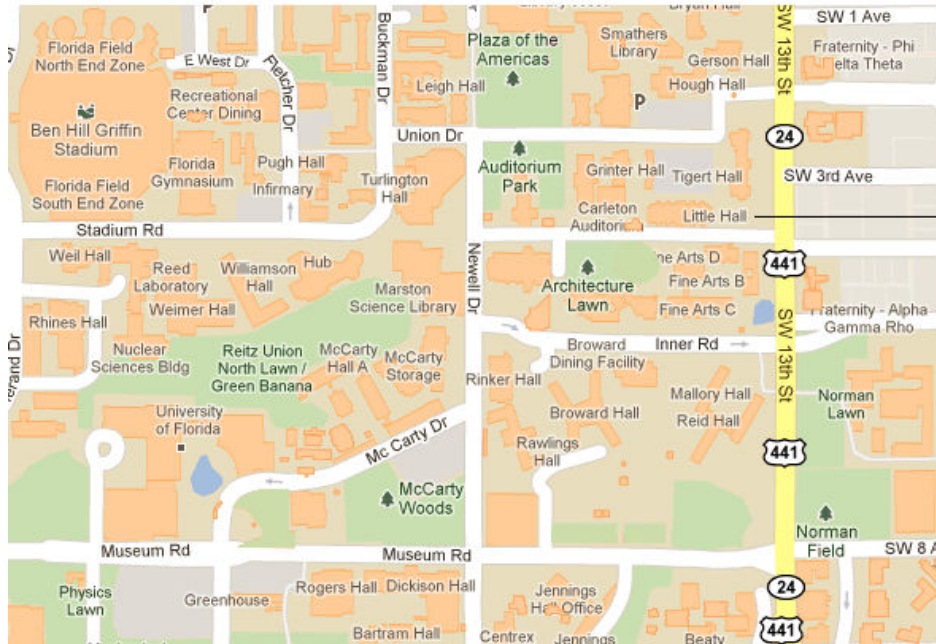 SW 1 Ave
Florida Field
North End Zone
E West Dr
Fletcher Dr
Buckman Dr
Plaza of the
Americas
Smathers
Library
Gerson Hall
Hough Hall
SW 13th St
Fraternity - Phi
elta Theta
Leigh Hall
Recreational
Center Dining
P
Ben Hill Griffin
Stadium
Union Dr
24
Pugh Hall
Florida
Gymnasium
Infirmary
Turlington
Hall
Auditorium
Park
Grinter Hall
Tigert Hall
SW 3rd Ave
Florida Field
South End Zone
Carleton
Auditorium
Little Hall
Stadium Rd
Weil Hall
Reed
Laboratory
Williamson
Hall
Hub
Newell Dr
ne Arts D
441
Weimer Hall
Marston
Science Library
Architecture
Lawn
Fine Arts B
Fine Arts C
Rhines Hall
SW 13th St
Fraternity - Alpha
Gamma Rho
Nuclear
Sciences Bldg
Reitz Union
North Lawn /
Green Banana
McCarty
Hall A
McCarty
Storage
Broward
Dining Facility
Inner Rd
erand Dr
Rinker Hall
Mallory Hall
Norman
Lawn
University
of Florida
Broward Hall
Reid Hall
Mc Carty Dr
Rawlings
Hall
441
McCarty
Woods
Norman
Field
Museum Rd
Museum Rd
SW 8 A
Physics
Lawn
Greenhouse
Rogers Hall
Dickison Hall
Jennings
Hall Office
24
Bartram Hall
Centrex
Jennings
Beaty
441